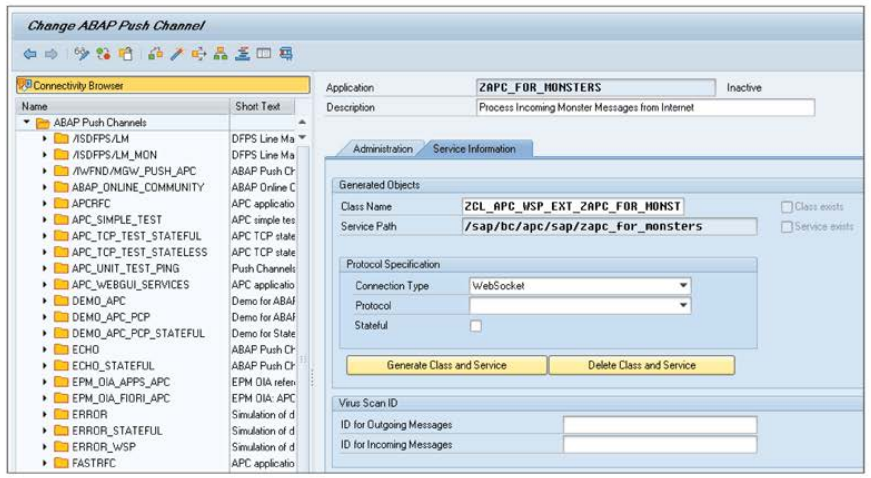 Change ABAP Push Channel
Connectivity Browser
Name Short Text
ABAP Push Channels
/ISDFPS/LM DFPS Line Ma
/ISDFPS/LM_MON DFPS Line Ma
/IWFND/MGW_PUSH_APC ABAP Push Ch
ABAP_ONLINE_COMMUNITY ABAP Online C
APCRFC APC applicatio
APC_SIMPLE_TEST APC simple tes
APC_TCP_TEST_STATEFUL APC TCP state
APC_TCP_TEST_STATELESS APC TCP state
APC_UNIT_TEST_PING Push Channels
APC_WEBGUI_SERVICES APC applicatio
DEMO_APC Demo for ABAF
DEMO_APC_PCP Demo for ABAF
DEMO_APC_PCP_STATEFUL Demo for State
ECHO ABAP Push Ch
ECHO_STATEFUL ABAP Push Ch
EPM_OIA_APPS_APC EPM OIA refere
EPM_OIA_FIORI_APC EPM OIA: APC
ERROR Simulation of d
ERROR_STATEFUL Simulation of d
ERROR_WSP Simulation of d
FASTRFC APC applicatio
Application ZAPC_FOR_MONSTERS Inactive
Description Process Incoming Monster Messages from Internet
Administration Service Information
Generated Objects
Class Name ZCL_APC_WSP_EXT_ZAPC_FOR_MONST Class exists
Service Path /sap/bc/apc/sap/zapc_for_monsters Service exists
Protocol Specification
Connection Type WebSocket
Protocol
Stateful
Generate Class and Service Delete Class and Service
Virus Scan ID
ID for Outgoing Messages
ID for Incoming Messages